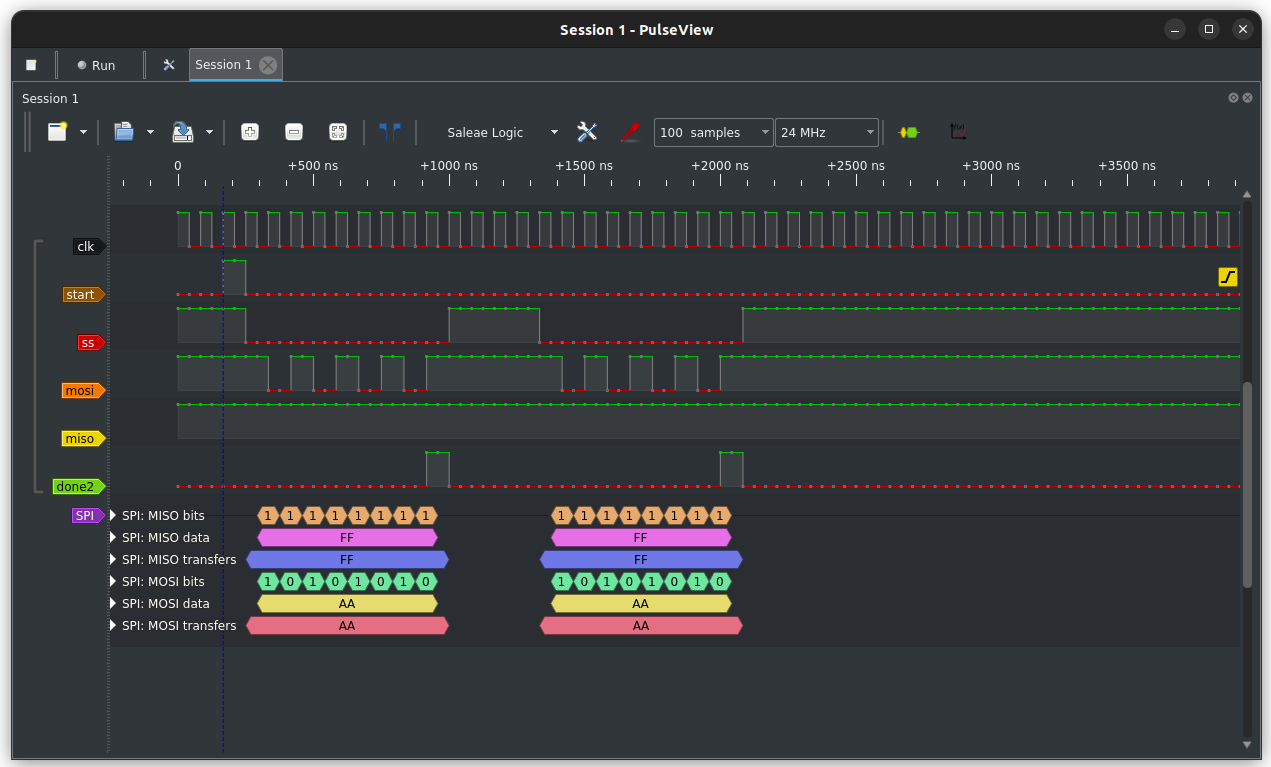 Session 1 - PulseView
Run
Session 1
Session 1
Saleae Logic
100 samples
24 MHz
0 +500 ns +1000 ns +1500 ns +2000 ns +2500 ns +3000 ns +3500 ns
clk
start
ss
mosi
miso
done2
SPI SPI: MISO bits 1 1 1 1 1 1 1 1 1 1 1 1 1 1 1 1
SPI: MISO data FF FF
SPI: MISO transfers FF FF
SPI: MOSI bits 1 0 1 0 1 0 1 0 1 0 1 0 1 0 1 0
SPI: MOSI data AA AA
SPI: MOSI transfers AA AA